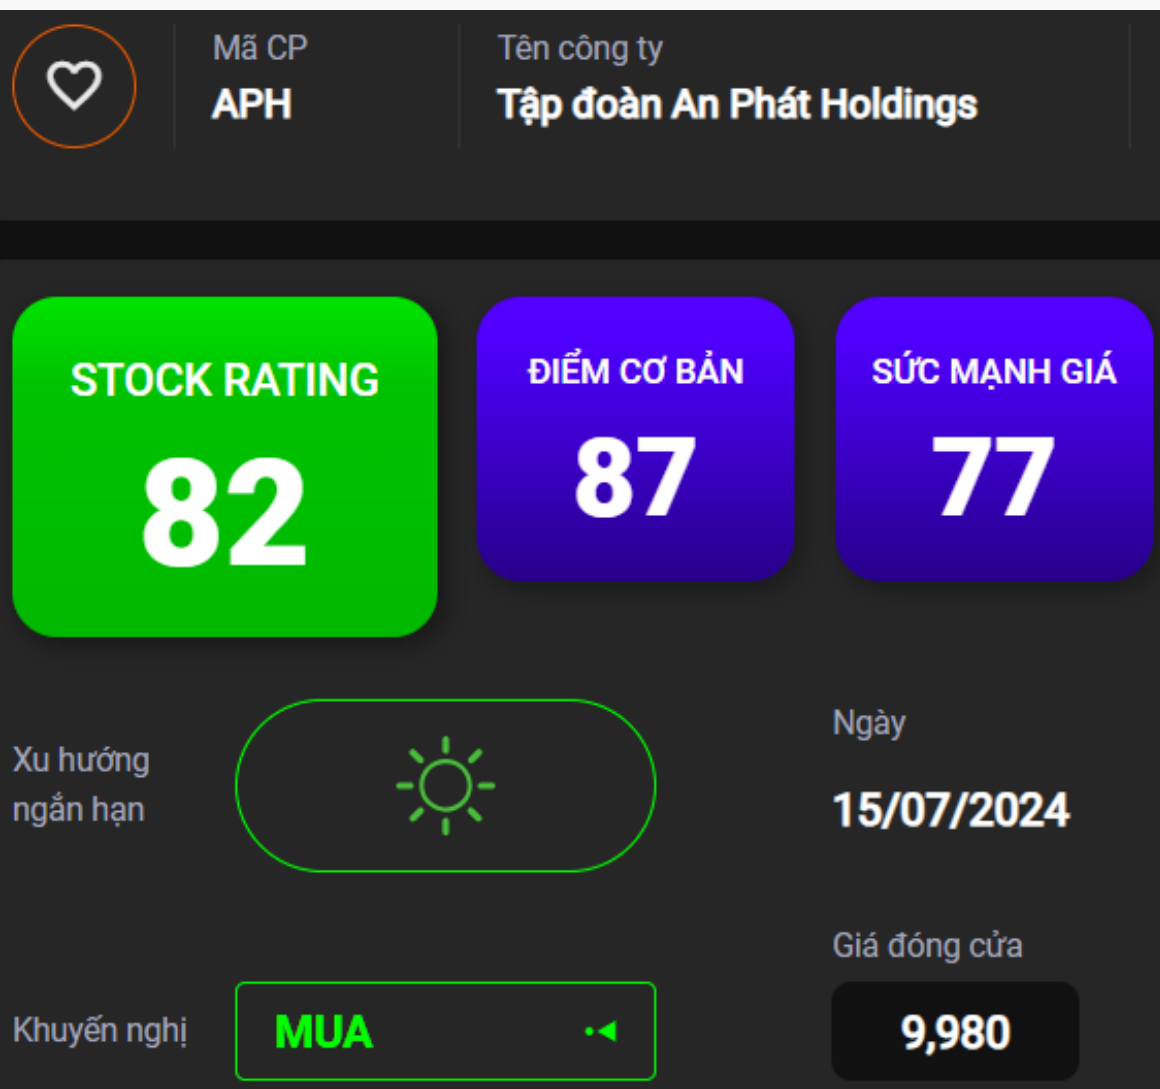 Mã CP
APH
Tên công ty
Tập đoàn An Phát Holdings
STOCK RATING
82
ĐIỂM CƠ BẢN
87
SỨC MẠNH GIÁ
77
Xu hướng
ngắn hạn
Ngày
15/07/2024
Khuyến nghị
MUA
Giá đóng cửa
9,980